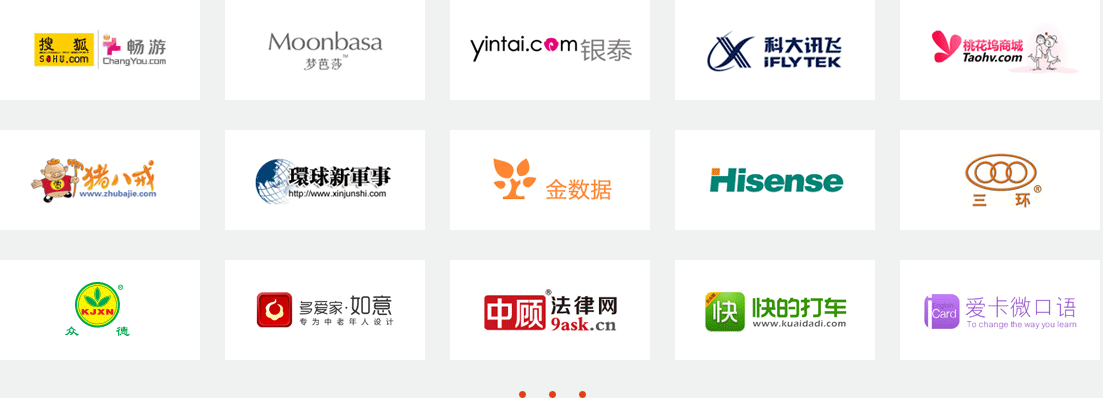 搜狐 畅游
SOHU.com ChangYou.com
Moonbasa™
梦芭莎
yintai.com 银泰
科大讯飞
iFLYTEK
桃花坞商城
Taohv.com
猪八戒
www.zhubajie.com
環球新軍事
http://www.xinjunshi.com
金数据
Hisense
三环®
®
KJXN
众德
多爱家·如意
专为中老年人设计
中顾®法律网
9ask.cn
快 快的打车
www.kuaidadi.com
English
Card
爱卡微口语
To change the way you learn